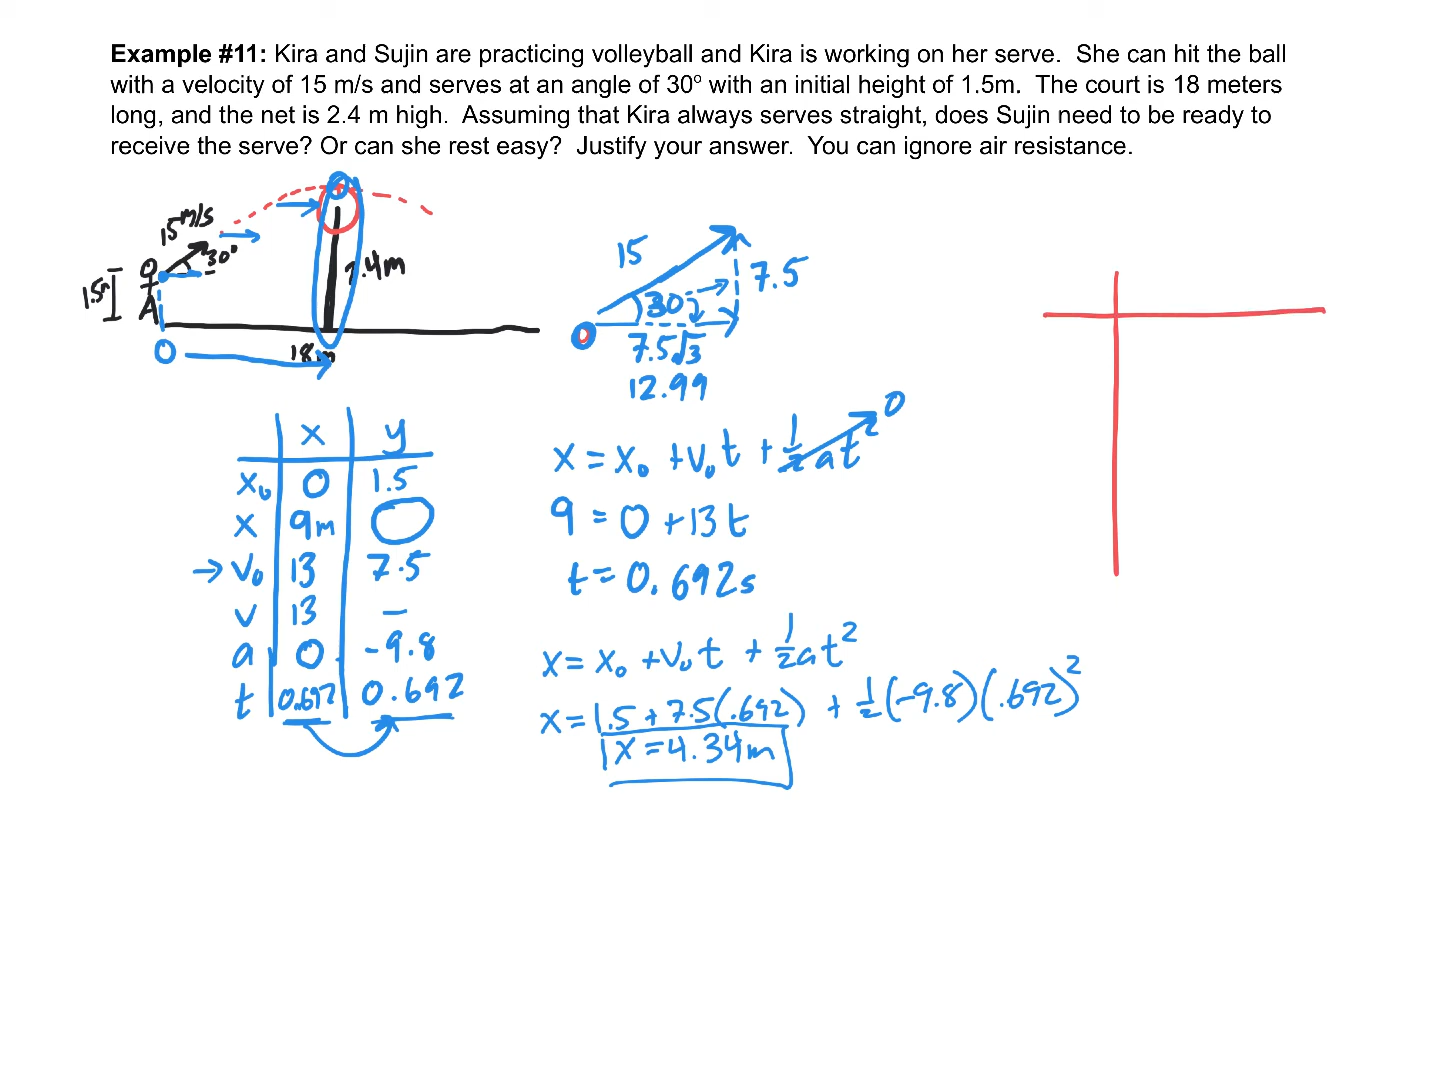 Example #11: Kira and Sujin are practicing volleyball and Kira is working on her serve. She can hit the ball
with a velocity of 15 m/s and serves at an angle of 30° with an initial height of 1.5m. The court is 18 meters
long, and the net is 2.4 m high. Assuming that Kira always serves straight, does Sujin need to be ready to
receive the serve? Or can she rest easy? Justify your answer. You can ignore air resistance.
15 m/s
30°
1.5m
2.4m
0
18m
15
30°
7.5
7.5√3
12.99
x y
x₀ 0 1.5
x 9m
→ v₀ 13 7.5
v 13 –
a 0 -9.8
t 0.692 0.692
x = x₀ + v₀t + ½at² 0
9 = 0 + 13t
t = 0.692s
x = x₀ + v₀t + ½at²
x = 1.5 + 7.5(.692) + ½(-9.8)(.692)²
x = 4.34m